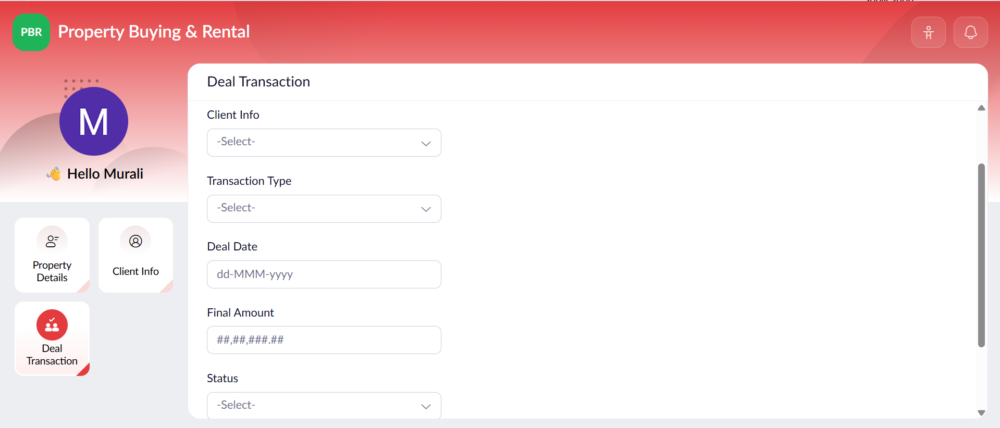 PBR
Property Buying & Rental
Deal Transaction
M
Hello Murali
Property
Details
Client Info
Deal
Transaction
Client Info
-Select-
Transaction Type
-Select-
Deal Date
dd-MMM-yyyy
Final Amount
##,##,###.##
Status
-Select-